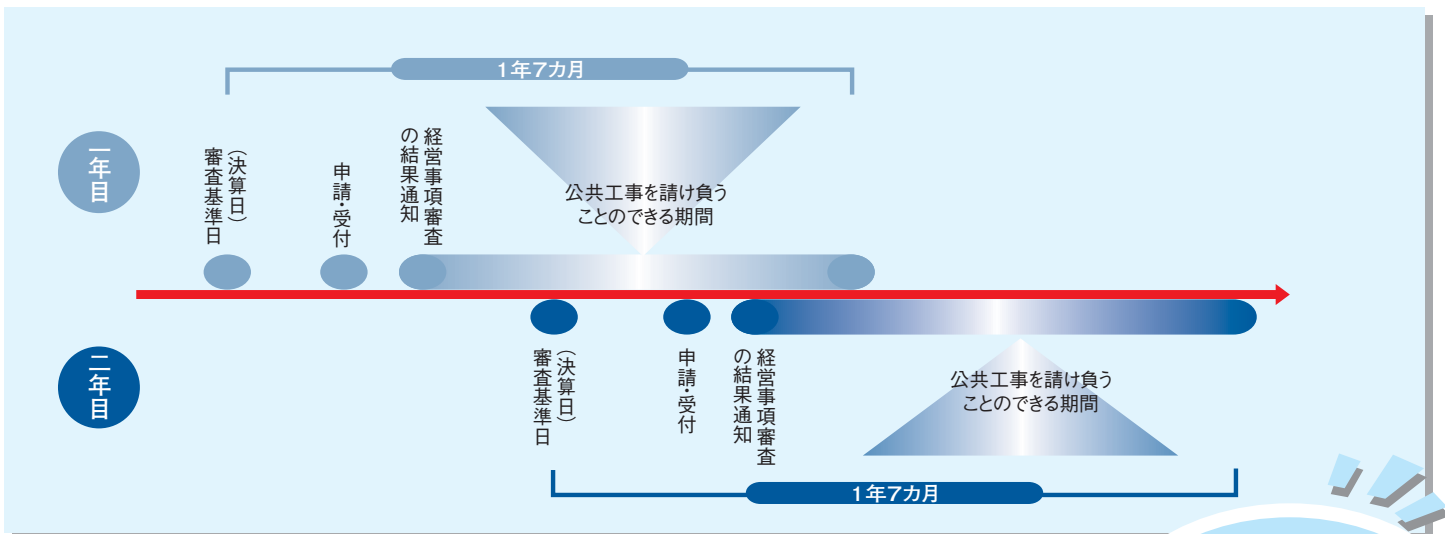 1年7カ月
一年目
審査基準日
(決算日)
申請・受付
経営事項審査
の結果通知
公共工事を請け負う
ことのできる期間
二年目
審査基準日
(決算日)
申請・受付
経営事項審査
の結果通知
公共工事を請け負う
ことのできる期間
1年7カ月